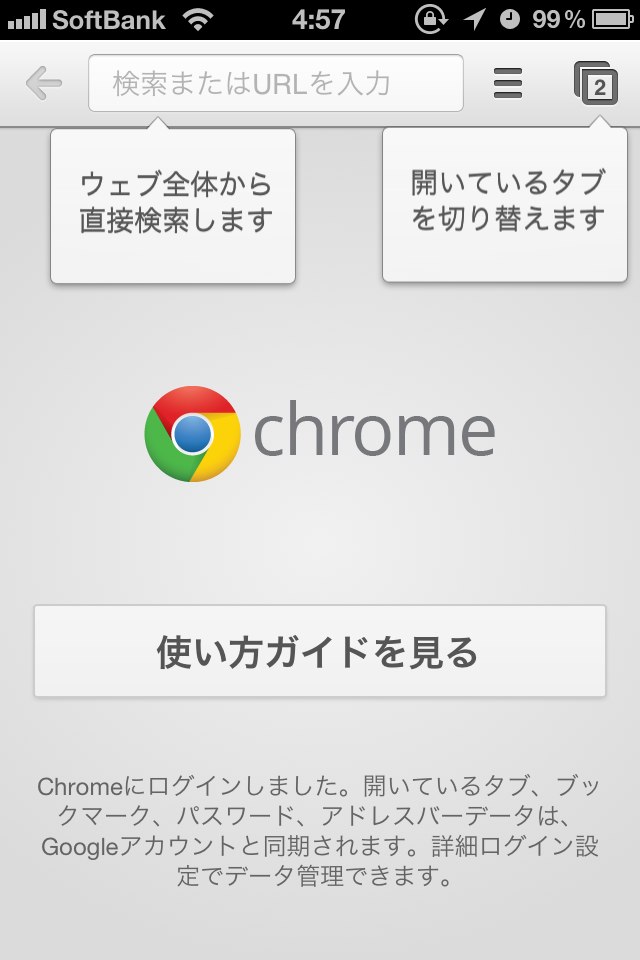 SoftBank 4:57 99%
検索またはURLを入力
2
ウェブ全体から
直接検索します
開いているタブ
を切り替えます
chrome
使い方ガイドを見る
Chromeにログインしました。開いているタブ、ブッ
クマーク、パスワード、アドレスバーデータは、
Googleアカウントと同期されます。詳細ログイン設
定でデータ管理できます。